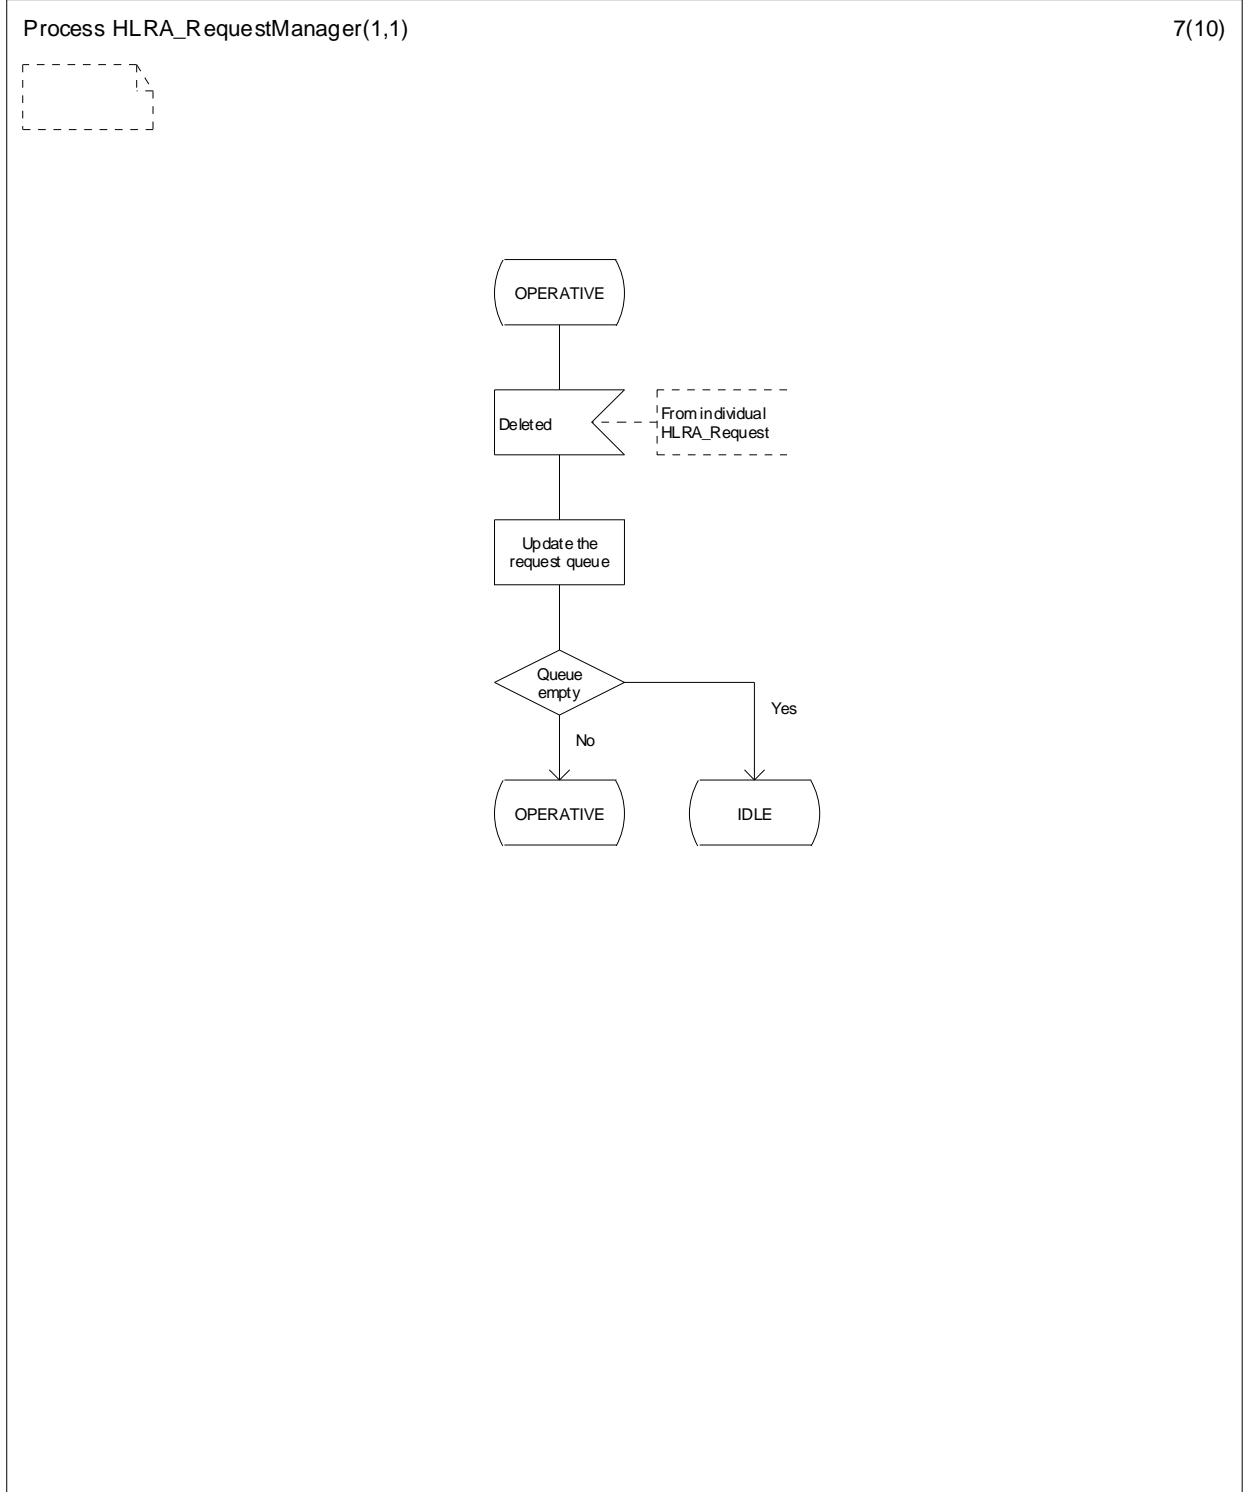 Process HLRA_RequestManager(1,1)
7(10)
OPERATIVE
Deleted
From individual
HLRA_Request
Update the
request queue
Queue
empty
Yes
No
OPERATIVE
IDLE